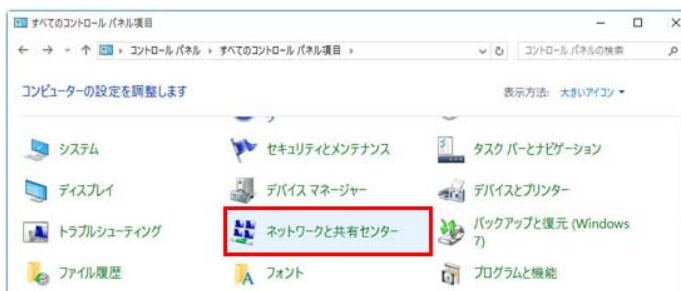 すべてのコントロール パネル項目
コントロール パネル › すべてのコントロール パネル項目 ›
コントロール パネルの検索
コンピューターの設定を調整します
表示方法: 大きいアイコン
システム
セキュリティとメンテナンス
タスク バーとナビゲーション
ディスプレイ
デバイス マネージャー
デバイスとプリンター
トラブルシューティング
ネットワークと共有センター
バックアップと復元 (Windows
7)
ファイル履歴
フォント
プログラムと機能